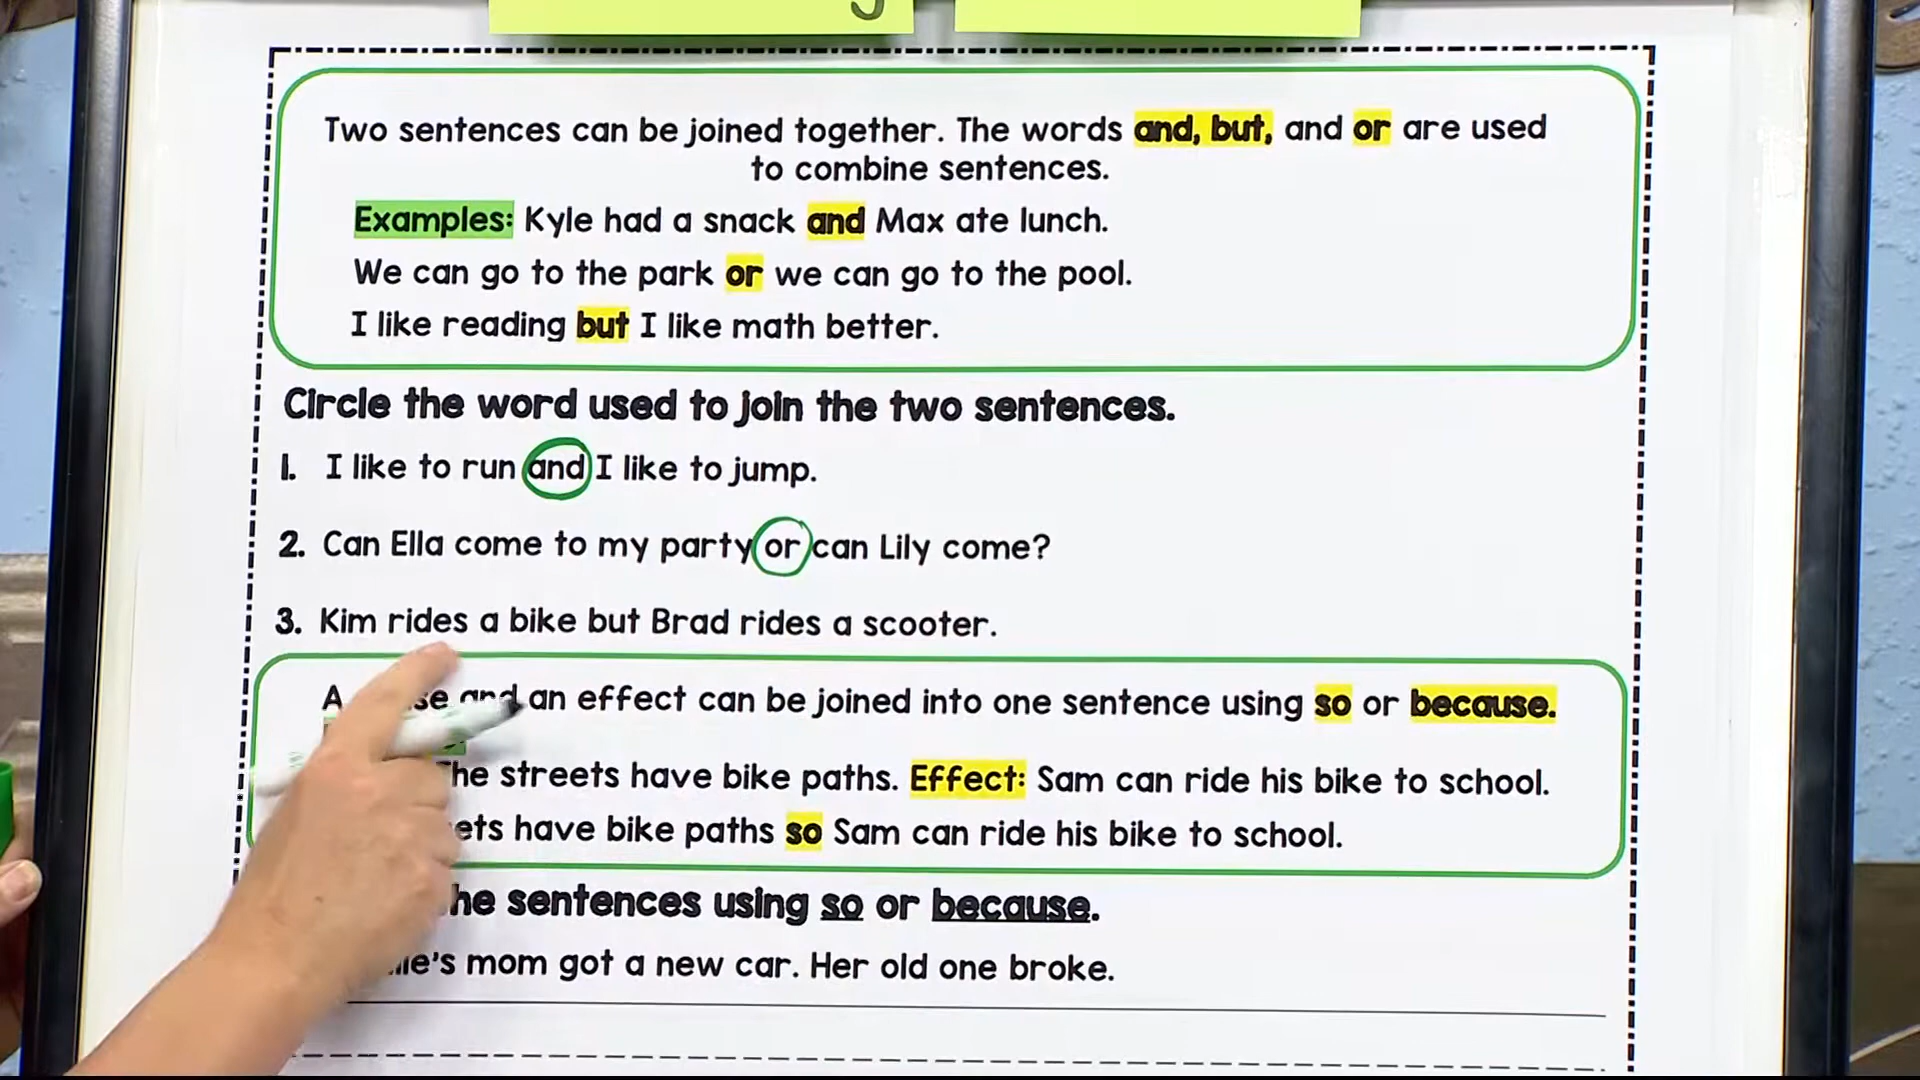 Two sentences can be joined together. The words and, but, and or are used
to combine sentences.
Examples: Kyle had a snack and Max ate lunch.
We can go to the park or we can go to the pool.
I like reading but I like math better.
Circle the word used to join the two sentences.
1. I like to run and I like to jump.
2. Can Ella come to my party or can Lily come?
3. Kim rides a bike but Brad rides a scooter.
A and an effect can be joined into one sentence using so or because.
The streets have bike paths. Effect: Sam can ride his bike to school.
have bike paths so Sam can ride his bike to school.
the sentences using so or because.
mom got a new car. Her old one broke.